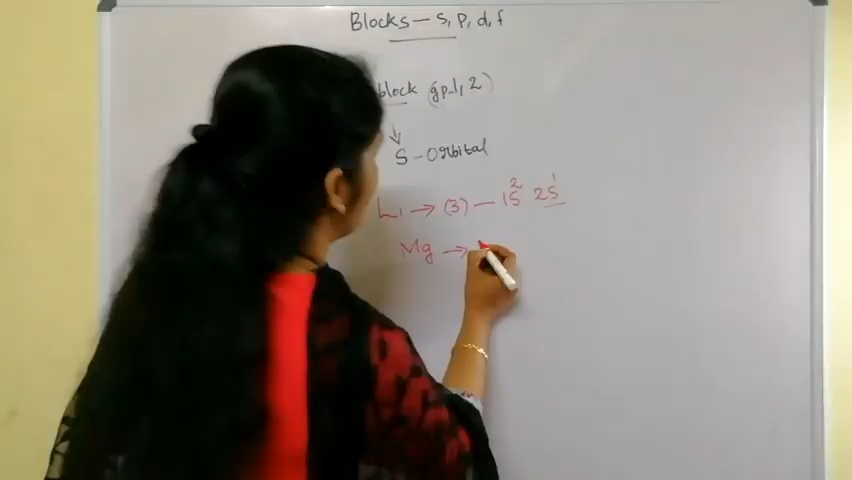 Blocks – s, p, d, f
block (gp-1, 2)
↓
S - Orbital
Li → (3) — 1S² 2S¹
Mg →